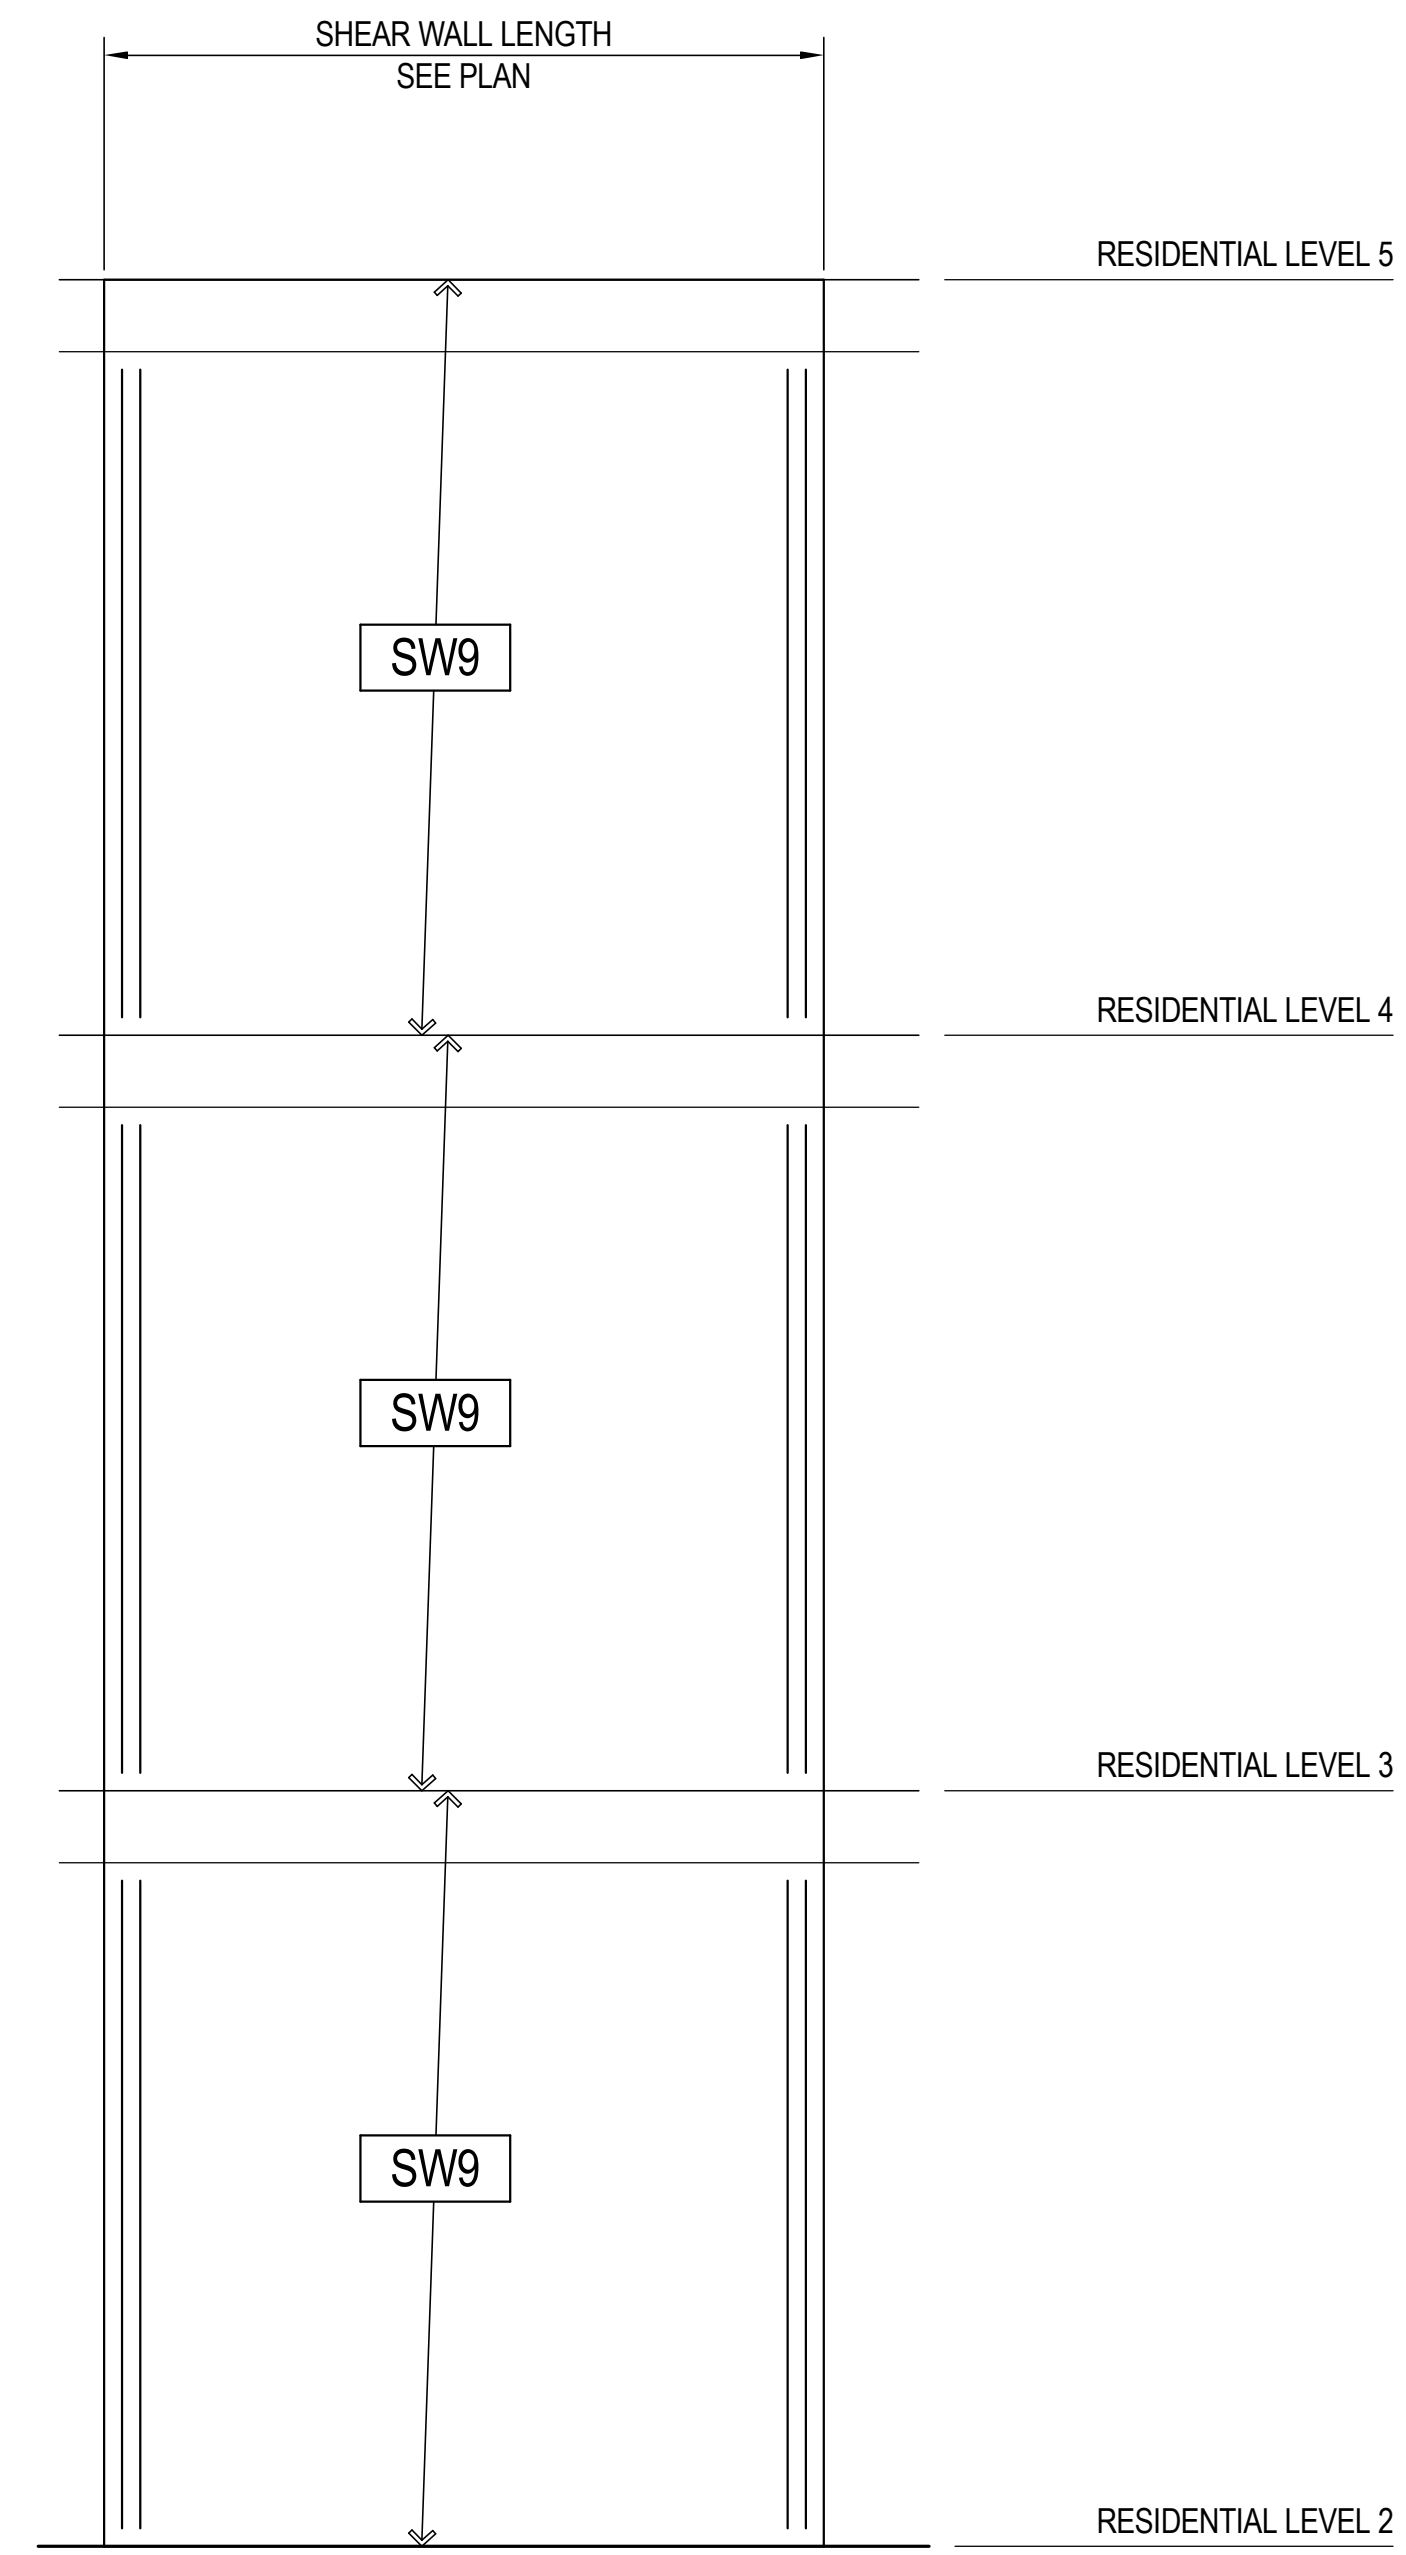 SHEAR WALL LENGTH
SEE PLAN
RESIDENTIAL LEVEL 5
SW9
RESIDENTIAL LEVEL 4
SW9
RESIDENTIAL LEVEL 3
SW9
RESIDENTIAL LEVEL 2